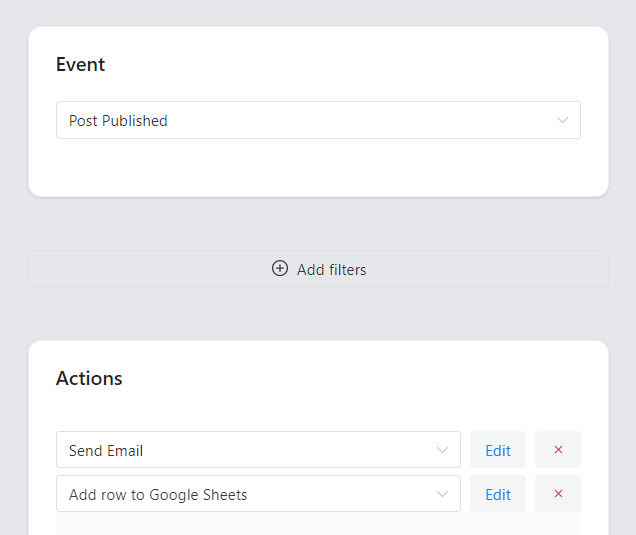 Event
Post Published
Add filters
Actions
Send Email Edit ×
Add row to Google Sheets Edit ×